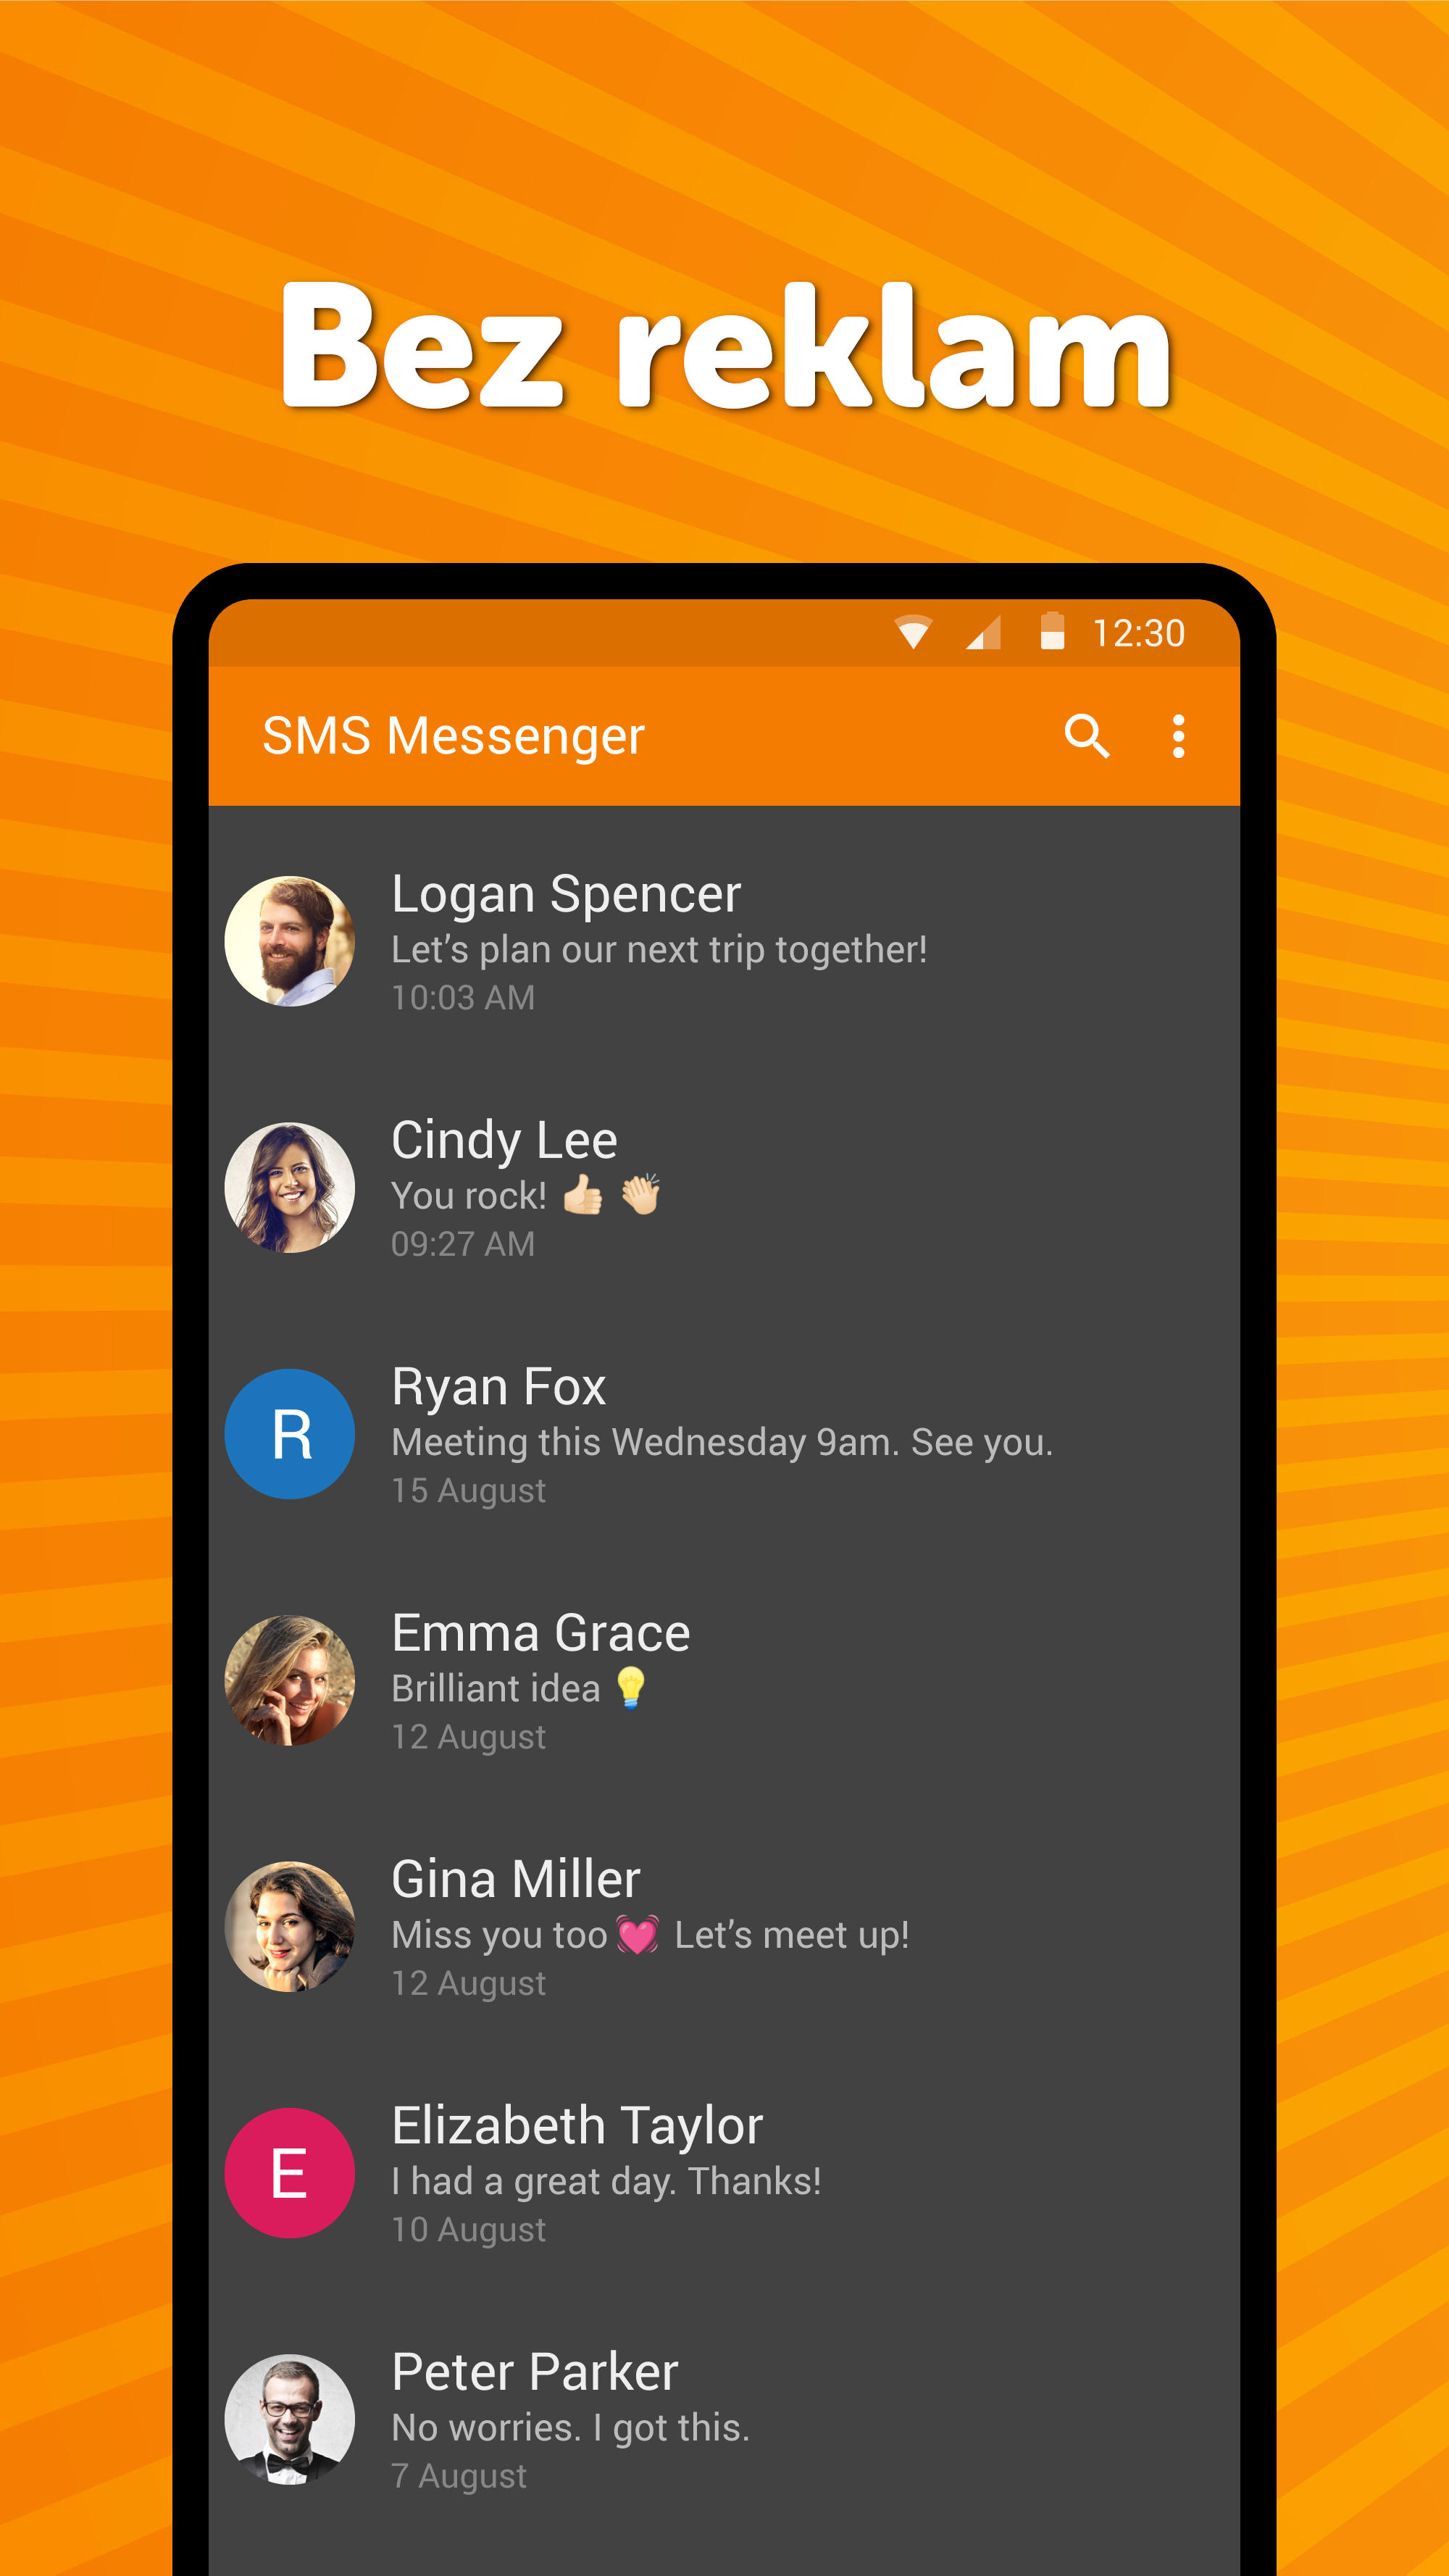 Bez reklam
12:30
SMS Messenger
Logan Spencer
Let's plan our next trip together!
10:03 AM
Cindy Lee
You rock! 👍🏻 👏🏻
09:27 AM
R
Ryan Fox
Meeting this Wednesday 9am. See you.
15 August
Emma Grace
Brilliant idea 💡
12 August
Gina Miller
Miss you too 💓 Let's meet up!
12 August
E
Elizabeth Taylor
I had a great day. Thanks!
10 August
Peter Parker
No worries. I got this.
7 August